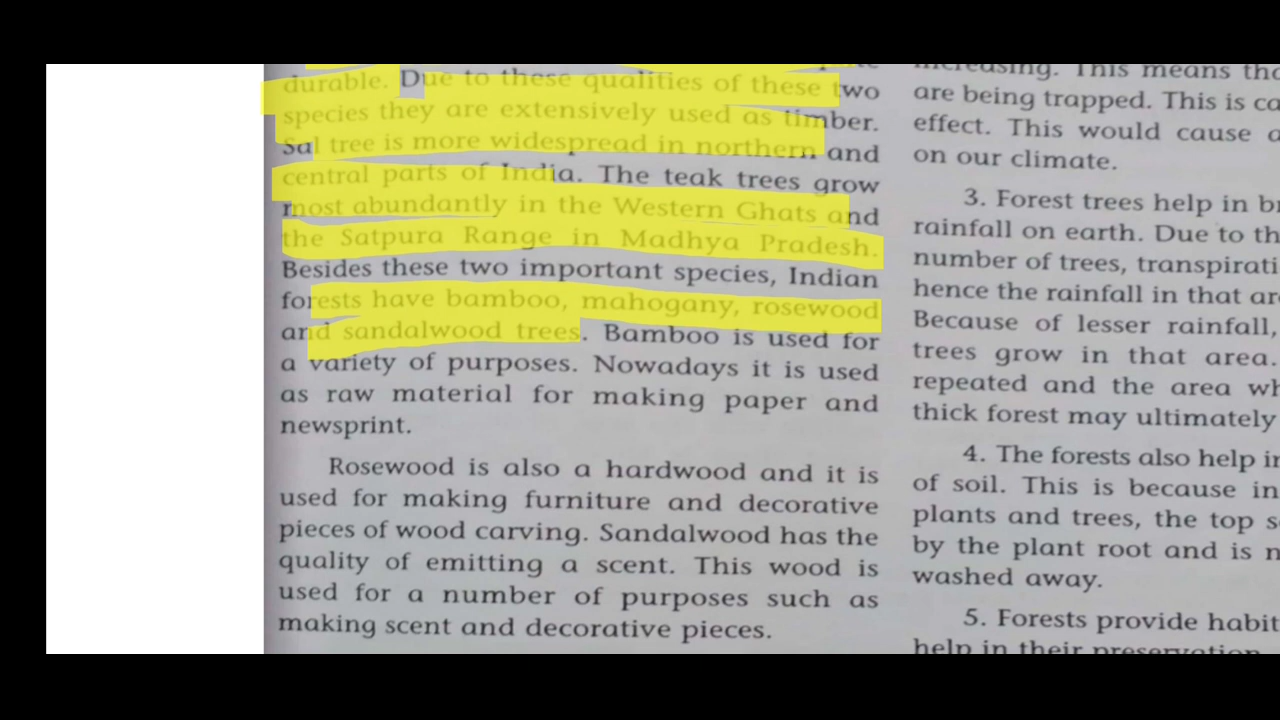 durable. Due to these qualities of these two
species they are extensively used as timber.
Sal tree is more widespread in northern and
central parts of India. The teak trees grow
most abundantly in the Western Ghats and
the Satpura Range in Madhya Pradesh.
Besides these two important species, Indian
forests have bamboo, mahogany, rosewood
and sandalwood trees. Bamboo is used for
a variety of purposes. Nowadays it is used
as raw material for making paper and
newsprint.
Rosewood is also a hardwood and it is
used for making furniture and decorative
pieces of wood carving. Sandalwood has the
quality of emitting a scent. This wood is
used for a number of purposes such as
making scent and decorative pieces.
increasing. This means
are being trapped. This is
effect. This would cause
on our climate.
3. Forest trees help in
rainfall on earth. Due to
number of trees,
hence the rainfall in that
Because of lesser rainfall,
trees grow in that area.
repeated and the area
thick forest may ultimately
4. The forests also help
of soil. This is because in
plants and trees, the top
by the plant root and is
washed away.
5. Forests provide
help in their preservation